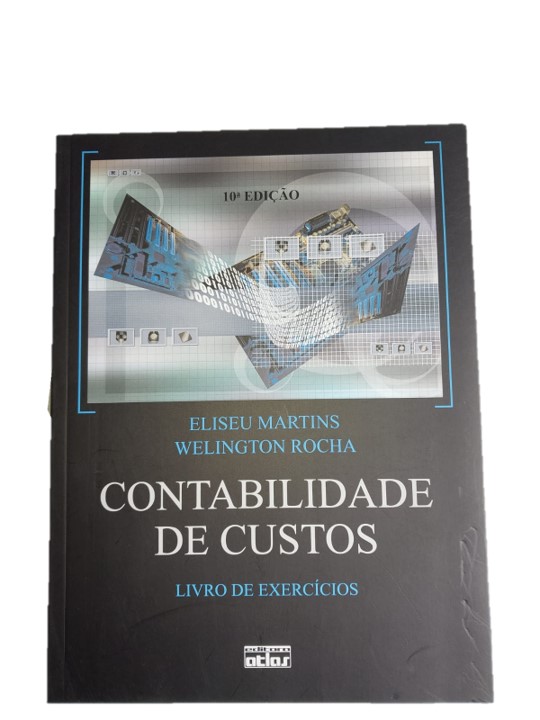 10ª EDIÇÃO
ELISEU MARTINS
WELINGTON ROCHA
CONTABILIDADE
DE CUSTOS
LIVRO DE EXERCÍCIOS
editora
atlas